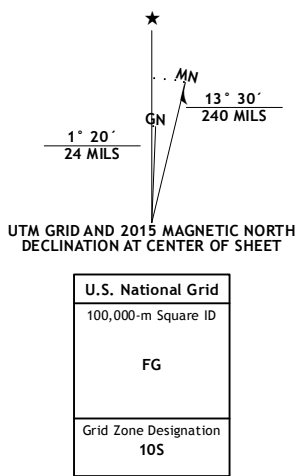 ★
MN
GN
13° 30´
240 MILS
1° 20´
24 MILS
UTM GRID AND 2015 MAGNETIC NORTH
DECLINATION AT CENTER OF SHEET
U.S. National Grid
100,000-m Square ID
FG
Grid Zone Designation
10S